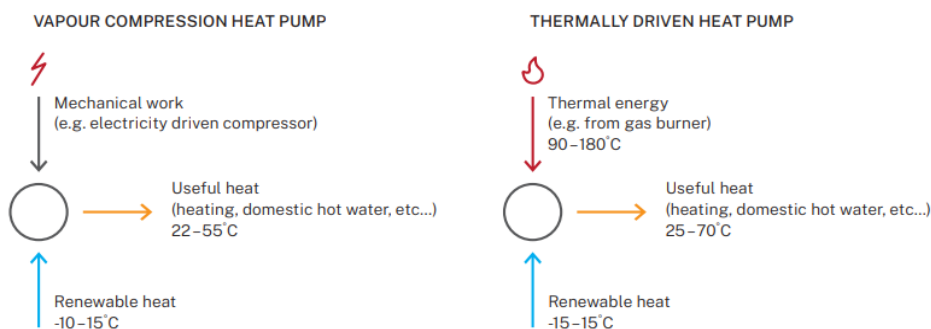 VAPOUR COMPRESSION HEAT PUMP
Mechanical work
(e.g. electricity driven compressor)
Useful heat
(heating, domestic hot water, etc...)
22–55°C
Renewable heat
-10–15°C
THERMALLY DRIVEN HEAT PUMP
Thermal energy
(e.g. from gas burner)
90–180°C
Useful heat
(heating, domestic hot water, etc...)
25–70°C
Renewable heat
-15–15°C